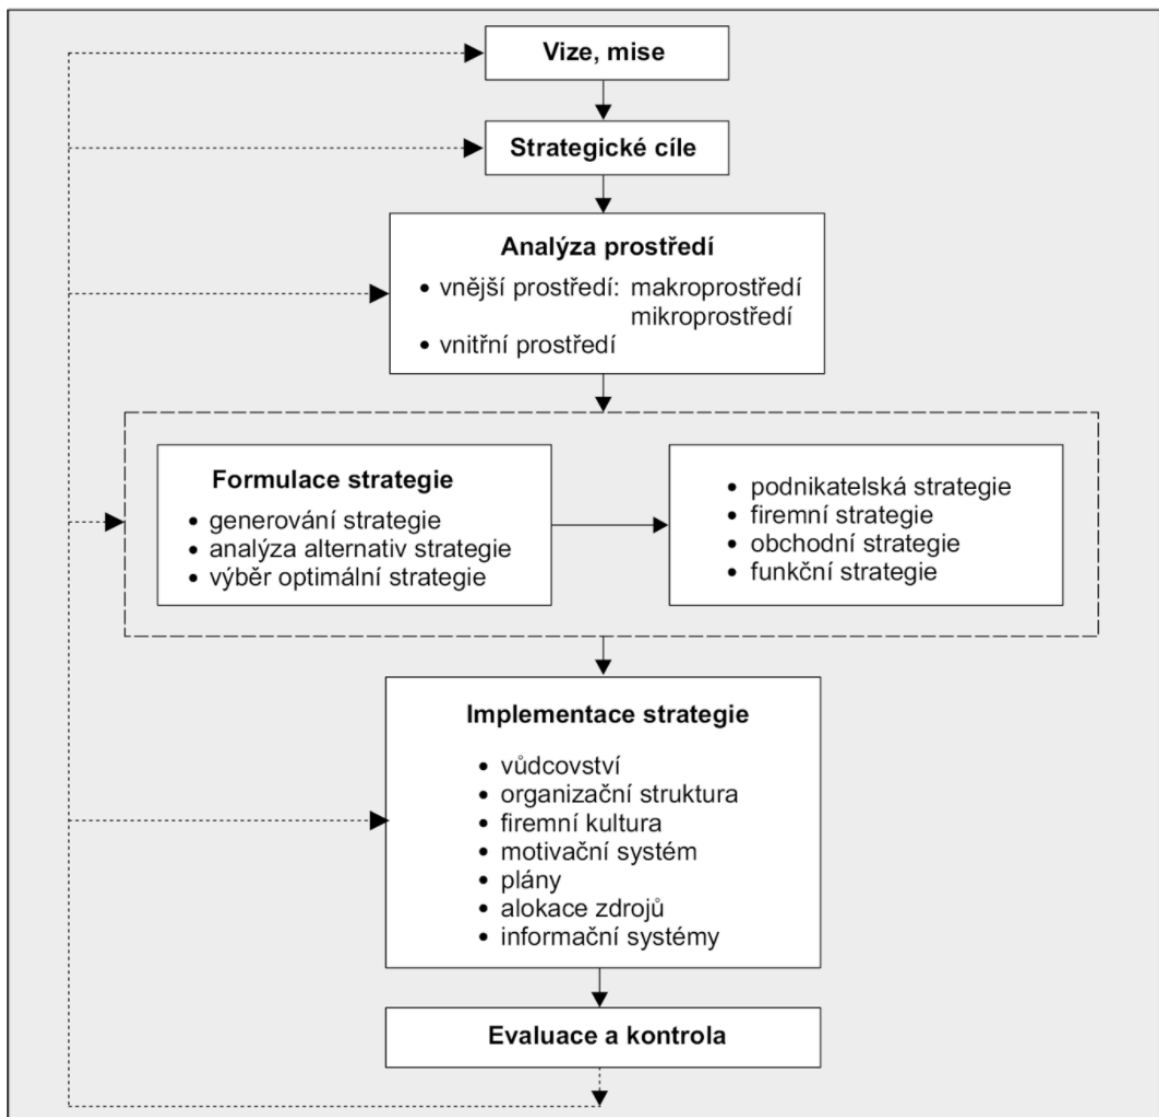 Vize, mise
Strategické cíle
Analýza prostředí
• vnější prostředí: makroprostředí
mikroprostředí
• vnitřní prostředí
Formulace strategie
• generování strategie
• analýza alternativ strategie
• výběr optimální strategie
• podnikatelská strategie
• firemní strategie
• obchodní strategie
• funkční strategie
Implementace strategie
• vůdcovství
• organizační struktura
• firemní kultura
• motivační systém
• plány
• alokace zdrojů
• informační systémy
Evaluace a kontrola